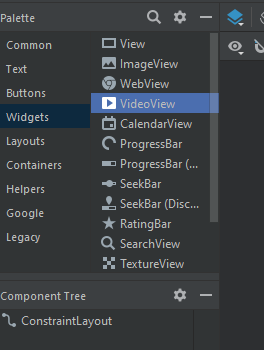 Palette
Common
Text
Buttons
Widgets
Layouts
Containers
Helpers
Google
Legacy
View
ImageView
WebView
VideoView
CalendarView
ProgressBar
ProgressBar (...
SeekBar
SeekBar (Disc...
RatingBar
SearchView
TextureView
Component Tree
ConstraintLayout